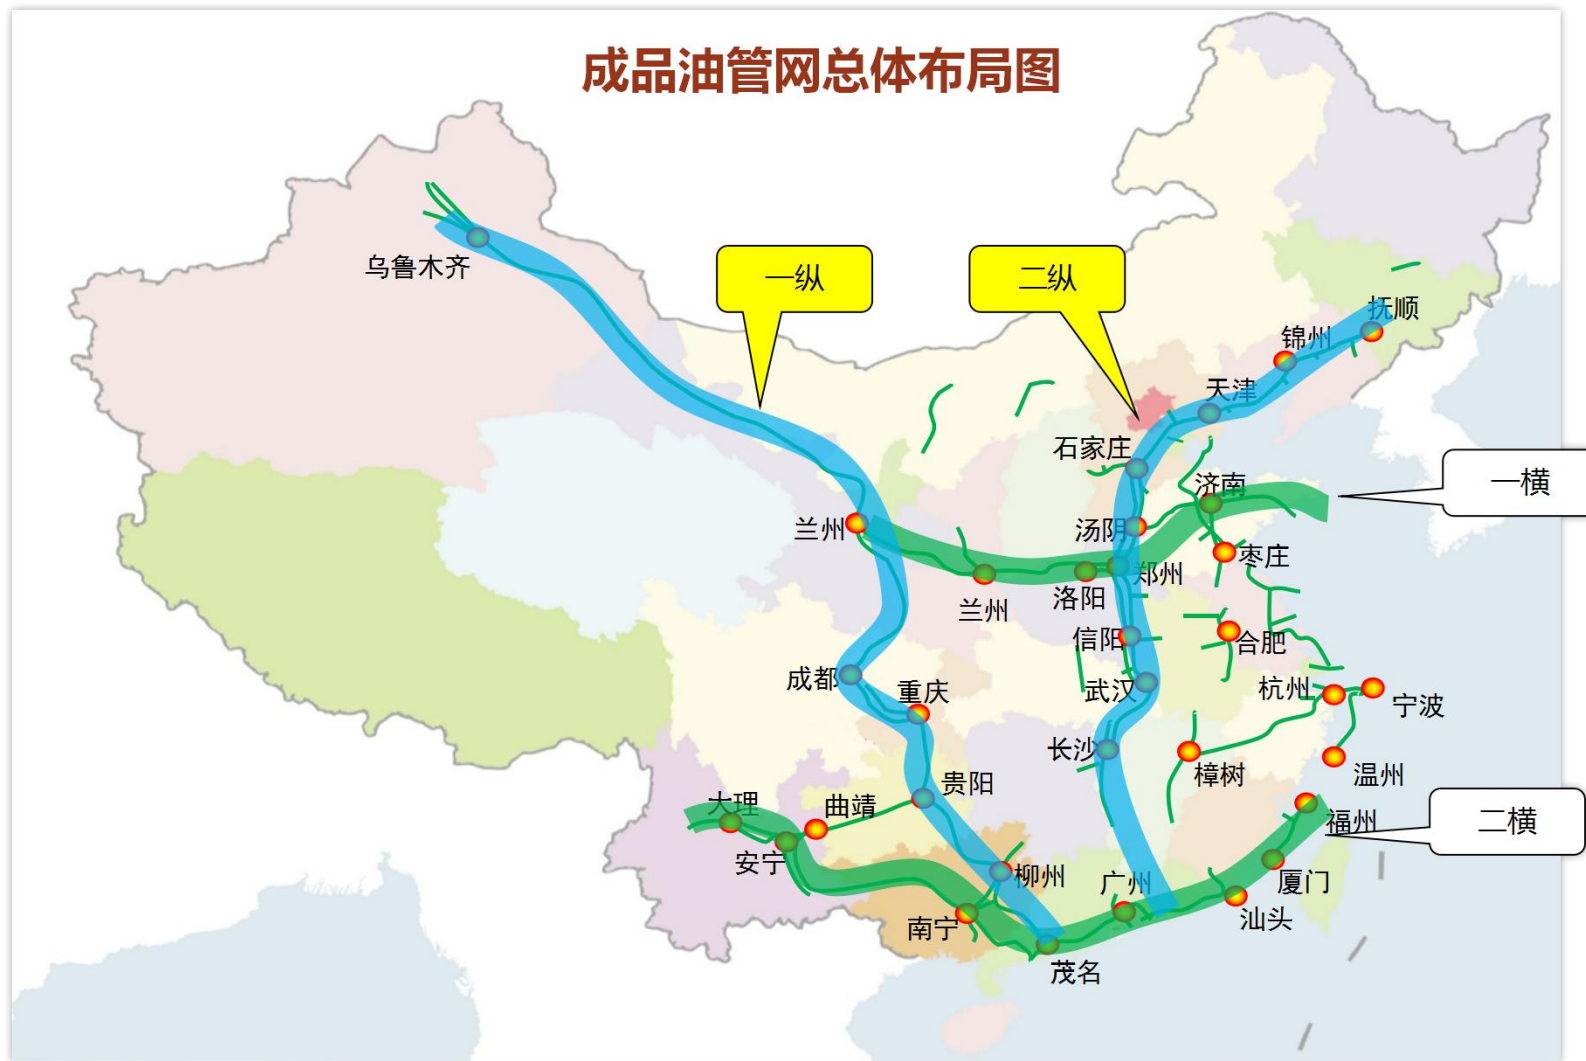 成品油管网总体布局图
乌鲁木齐
一纵
二纵
抚顺
锦州
天津
石家庄
济南
一横
兰州
汤阴
枣庄
郑州
洛阳
兰州
信阳
合肥
成都
重庆
武汉
杭州
宁波
长沙
樟树
温州
贵阳
大理
曲靖
福州
二横
安宁
柳州
广州
厦门
南宁
汕头
茂名